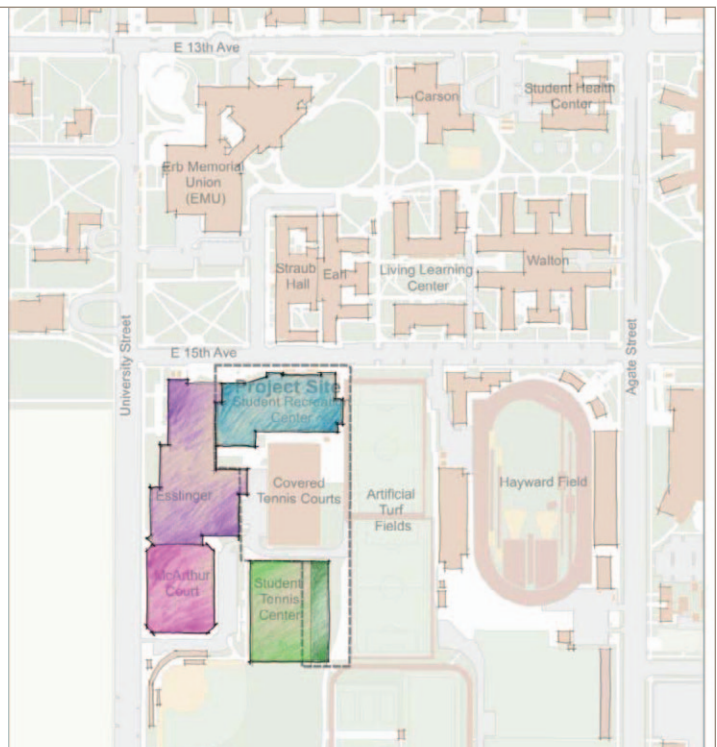 E 13th Ave
Carson
Student Health
Center
Erb Memorial
Union
(EMU)
Straub
Hall
Earl
Living Learning
Center
Walton
University Street
Agate Street
E 15th Ave
Project Site
Student Recreation
Center
Esslinger
Covered
Tennis Courts
Artificial
Turf
Fields
Hayward Field
McArthur
Court
Student
Tennis
Center